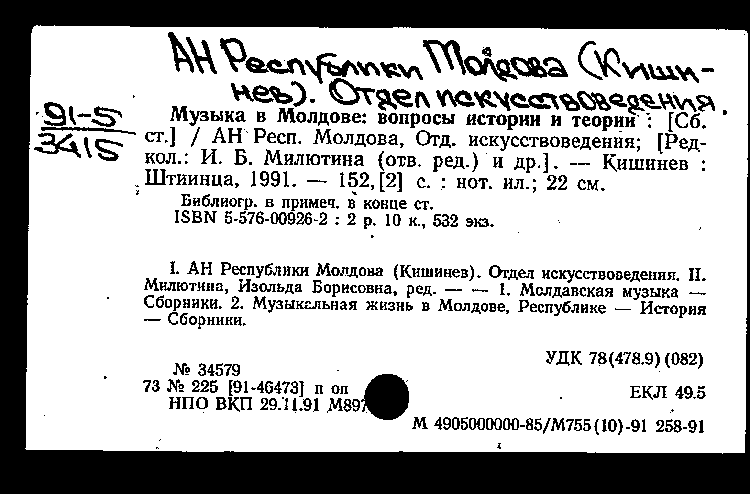 АН Республики Молдова (Киши-
нев). Отдел искусствоведения.
91-5
3415
Музыка в Молдове: вопросы истории и теории : [Сб.
ст.] / АН Респ. Молдова, Отд. искусствоведения; [Ред-
кол.: И. Б. Милютина (отв. ред.) и др.]. — Кишинев :
Штиинца, 1991. — 152,[2] с. : нот. ил.; 22 см.
Библиогр. в примеч. в конце ст.
ISBN 5-576-00926-2 : 2 р. 10 к., 532 экз.
I. АН Республики Молдова (Кишинев). Отдел искусствоведения. II.
Милютина, Изольда Борисовна, ред. — — 1. Молдавская музыка —
Сборники. 2. Музыкальная жизнь в Молдове, Республике — История
— Сборники.
УДК 78(478.9)(082)
№ 34579
73 № 225 [91-46473] п оп
ЕКЛ 49.5
НПО ВКП 29.11.91 М897
М 4905000000-85/М755(10)-91 258-91